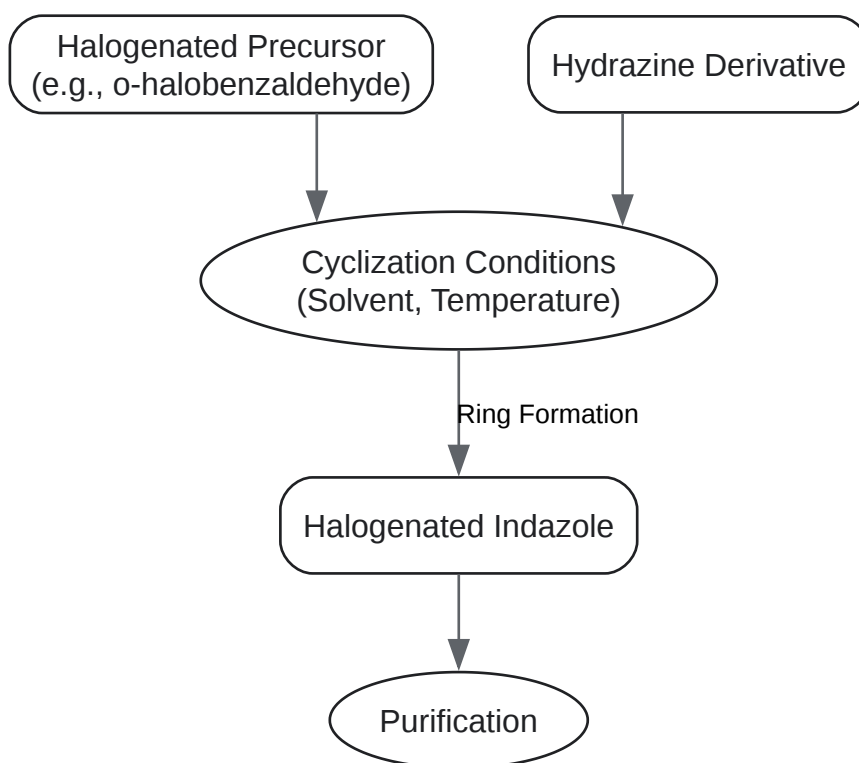 Halogenated Precursor
(e.g., o-halobenzaldehyde)
Hydrazine Derivative
Cyclization Conditions
(Solvent, Temperature)
Ring Formation
Halogenated Indazole
Purification